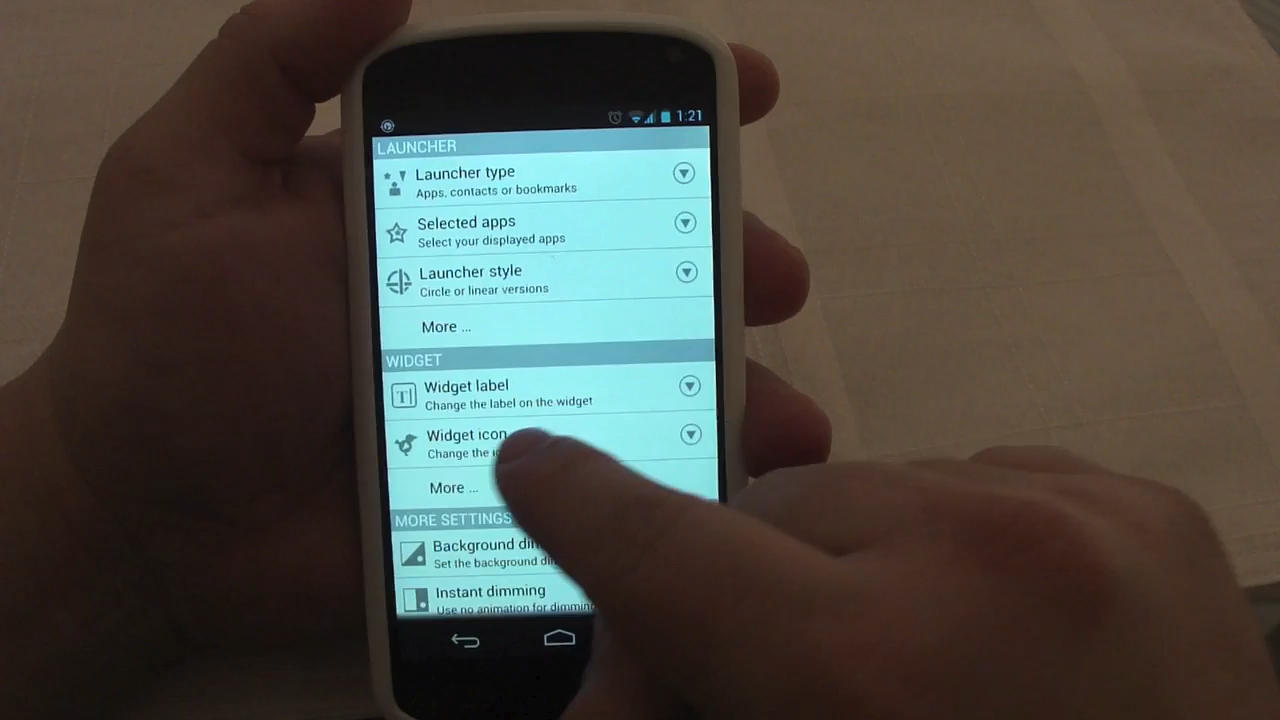 1:21
LAUNCHER
Launcher type
Apps, contacts or bookmarks
Selected apps
Select your displayed apps
Launcher style
Circle or linear versions
More ...
WIDGET
Widget label
Change the label on the widget
Widget icon
Change the
More ...
MORE SETTINGS
Background
Set the background
Instant dimming
Use no animation for dimming